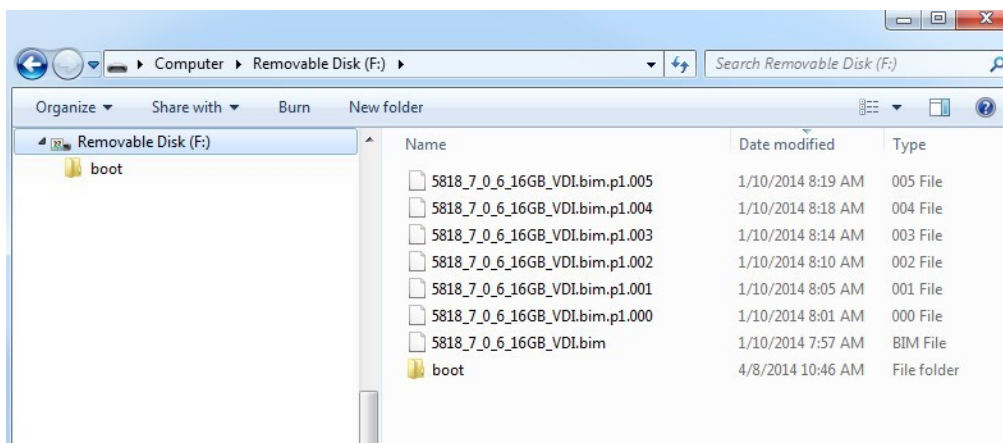 Computer Removable Disk (F:) Search Removable Disk (F:)
Organize Share with Burn New folder
Removable Disk (F:)
boot
Name Date modified Type
5818_7_0_6_16GB_VDI.bim.p1.005 1/10/2014 8:19 AM 005 File
5818_7_0_6_16GB_VDI.bim.p1.004 1/10/2014 8:18 AM 004 File
5818_7_0_6_16GB_VDI.bim.p1.003 1/10/2014 8:14 AM 003 File
5818_7_0_6_16GB_VDI.bim.p1.002 1/10/2014 8:10 AM 002 File
5818_7_0_6_16GB_VDI.bim.p1.001 1/10/2014 8:05 AM 001 File
5818_7_0_6_16GB_VDI.bim.p1.000 1/10/2014 8:01 AM 000 File
5818_7_0_6_16GB_VDI.bim 1/10/2014 7:57 AM BIM File
boot 4/8/2014 10:46 AM File folder